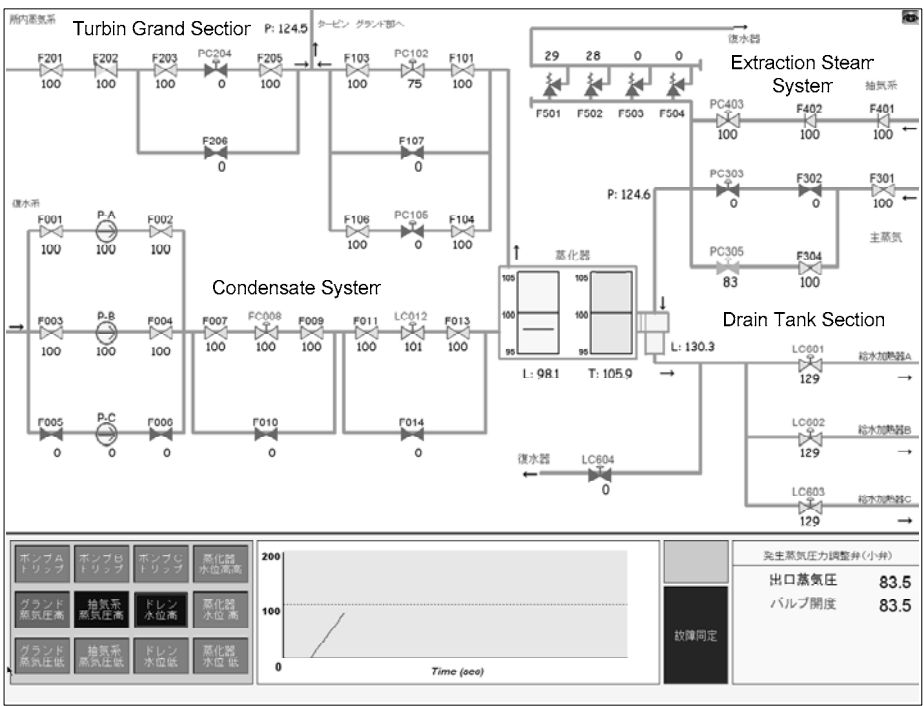 所内蒸気系
Turbin Grand Sectior
P: 124.5
タービン グランド部へ
復水器
F201
F202
F203
PC204
F205
F103
PC102
F101
100
100
100
0
100
100
75
100
F206
0
F107
0
F106
PC105
F104
100
0
100
29
28
0
0
F501
F502
F503
F504
Extraction Stearr
Systerr
抽気系
PC403
F402
F401
100
100
100
P: 124.6
PC303
F302
F301
0
0
100
主蒸気
PC305
F304
83
100
復水系
F001
P-A
F002
100
100
100
Condensate Systerr
F003
P-B
F004
F007
FC008
F009
F011
LC012
F013
100
100
100
100
100
100
100
101
100
F005
P-C
F006
F010
F014
0
0
0
0
0
蒸化器
105
105
100
100
95
95
L: 98.1
T: 105.9
L: 130.3
Drain Tank Section
LC601
給水加熱器A
129
LC602
給水加熱器B
129
LC603
給水加熱器C
129
復水器
LC604
0
ポンプA
トリップ
ポンプB
トリップ
ポンプC
トリップ
蒸化器
水位高高
グランド
蒸気圧高
抽気系
蒸気圧高
ドレン
水位高
蒸化器
水位 高
グランド
蒸気圧低
抽気系
蒸気圧低
ドレン
水位低
蒸化器
水位 低
200
100
0
Time (sec)
故障同定
発生蒸気圧力調整弁(小弁)
出口蒸気圧 83.5
バルブ開度 83.5